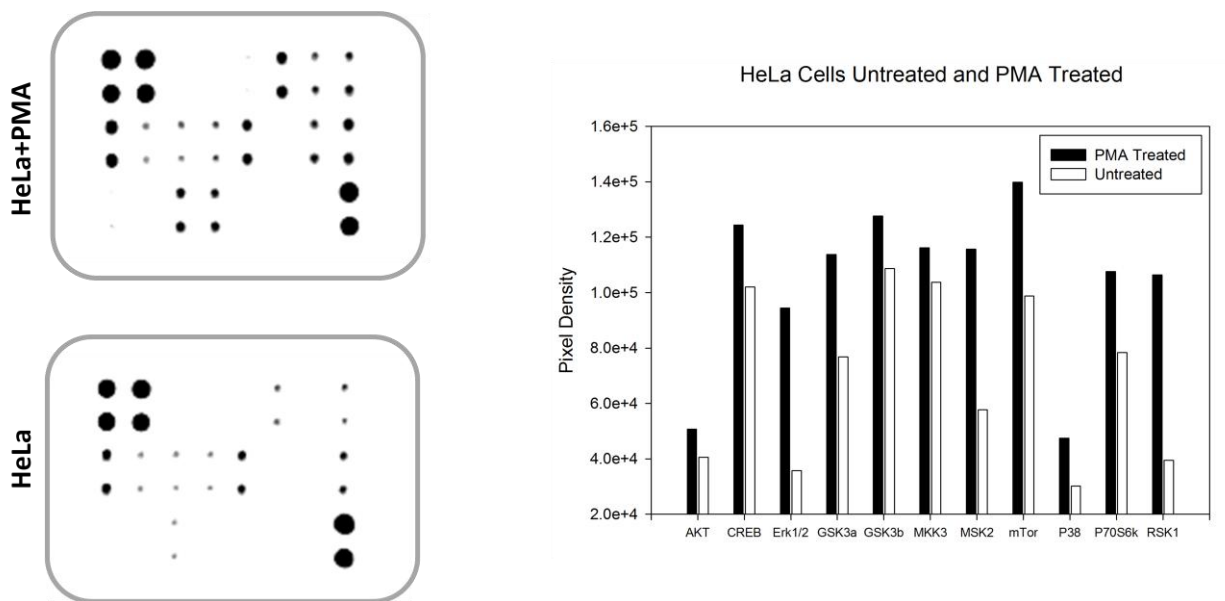 HeLa+PMA
HeLa
HeLa Cells Untreated and PMA Treated
PMA Treated
Untreated
Pixel Density
1.6e+5
1.4e+5
1.2e+5
1.0e+5
8.0e+4
6.0e+4
4.0e+4
2.0e+4
AKT CREB Erk1/2 GSK3a GSK3b MKK3 MSK2 mTor P38 P70S6k RSK1